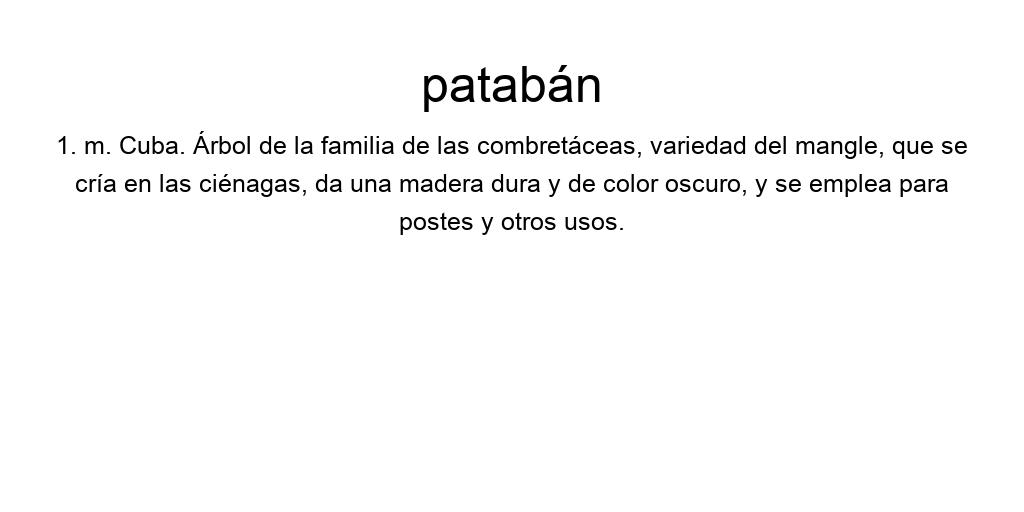 patabán
1. m. Cuba. Árbol de la familia de las combretáceas, variedad del mangle, que se
cría en las ciénagas, da una madera dura y de color oscuro, y se emplea para
postes y otros usos.